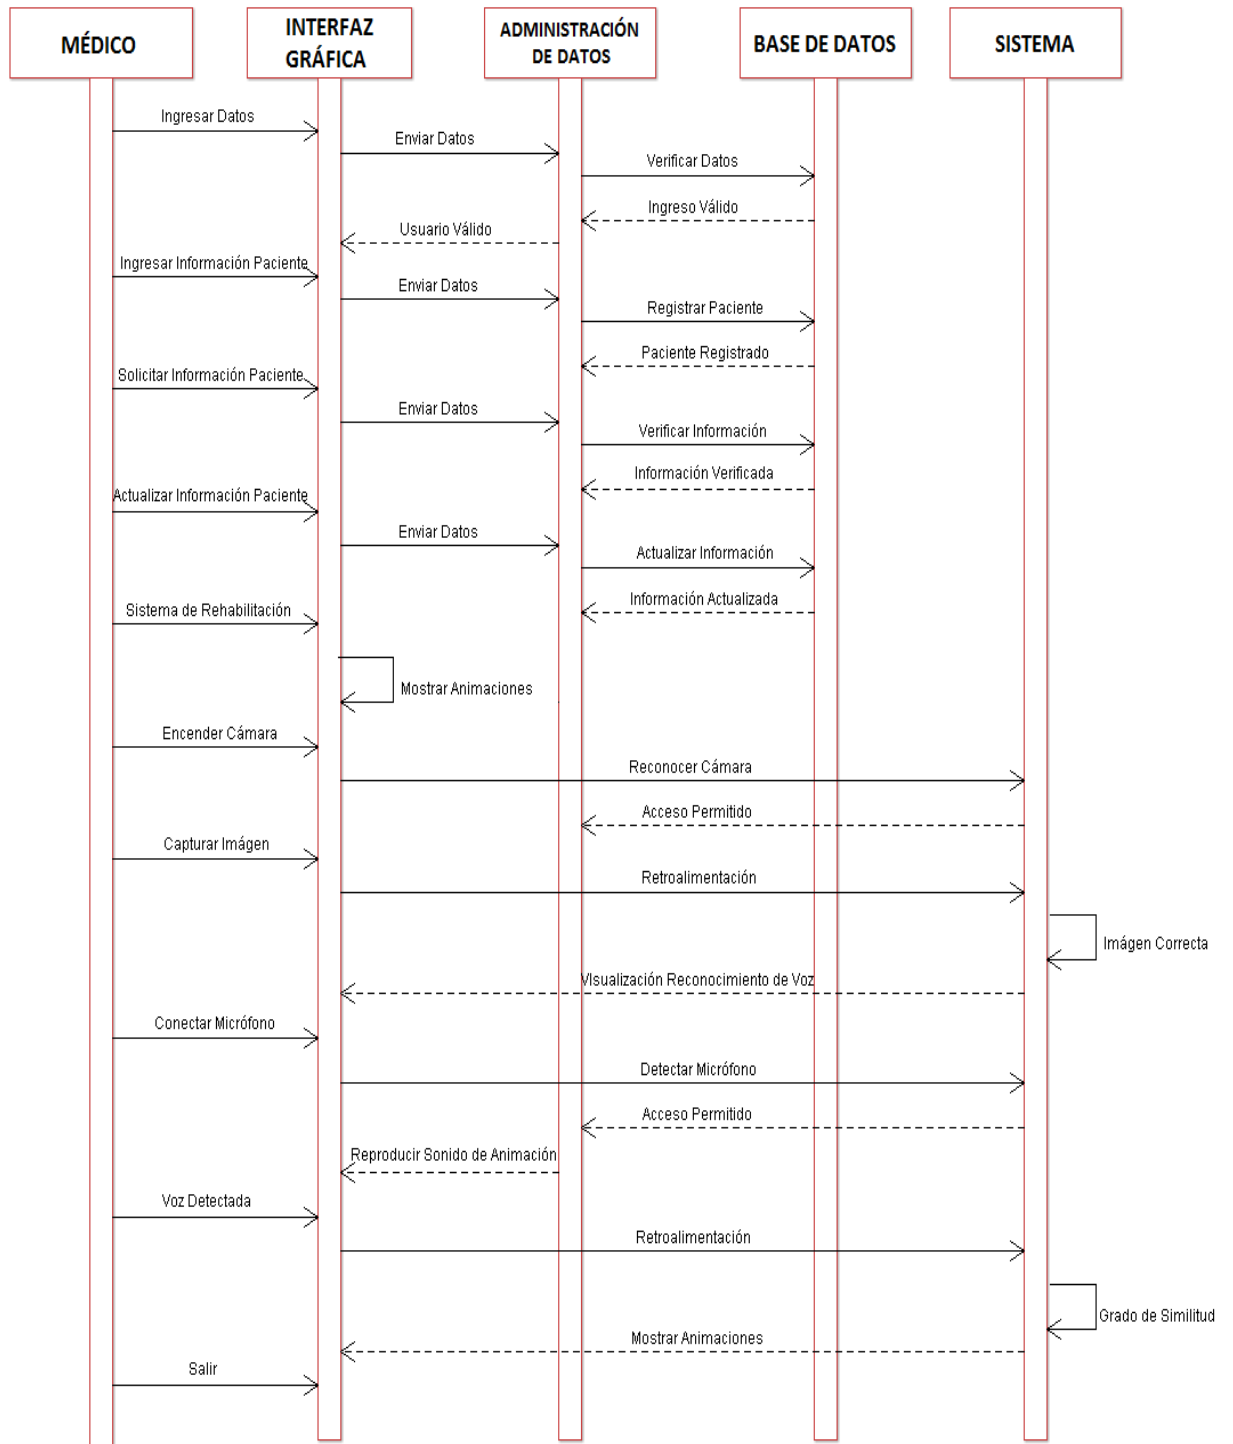 MÉDICO
INTERFAZ
GRÁFICA
ADMINISTRACIÓN
DE DATOS
BASE DE DATOS
SISTEMA
Ingresar Datos
Enviar Datos
Verificar Datos
Ingreso Válido
Usuario Válido
Ingresar Información Paciente
Enviar Datos
Registrar Paciente
Paciente Registrado
Solicitar Información Paciente
Enviar Datos
Verificar Información
Información Verificada
Actualizar Información Paciente
Enviar Datos
Actualizar Información
Información Actualizada
Sistema de Rehabilitación
Mostrar Animaciones
Encender Cámara
Reconocer Cámara
Acceso Permitido
Capturar Imágen
Retroalimentación
Imágen Correcta
VIsualización Reconocimiento de Voz
Conectar Micrófono
Detectar Micrófono
Acceso Permitido
Reproducir Sonido de Animación
Voz Detectada
Retroalimentación
Grado de Similitud
Mostrar Animaciones
Salir